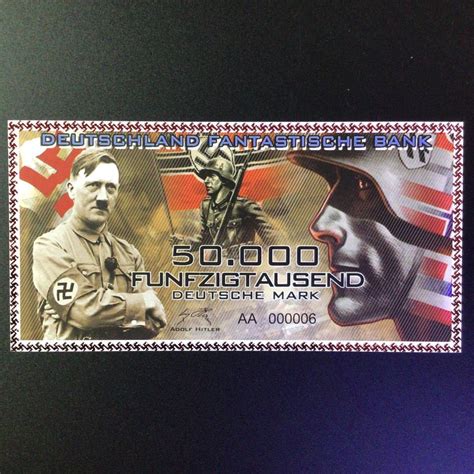 DEUTSCHLAND FANTASTISCHE BANK
50.000
FUNFZIGTAUSEND
DEUTSCHE MARK
ADOLF HITLER
AA 000006